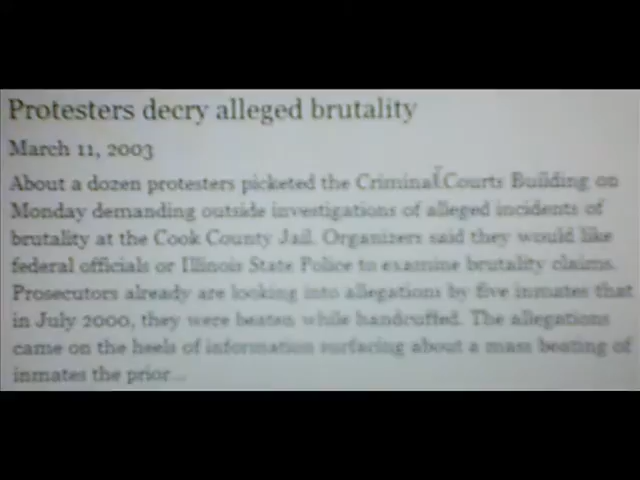 Protesters decry alleged brutality
March 11, 2003
About a dozen protesters picketed the Criminal Courts Building on
Monday demanding outside investigations of alleged incidents of
brutality at the Cook County Jail. Organizers said they would like
federal officials or Illinois State Police to examine brutality claims.
Prosecutors already are looking into allegations by five inmates that
in July 2000, they were beaten while handcuffed. The allegations
came on the heels of information surfacing about a mass beating of
inmates the prior...